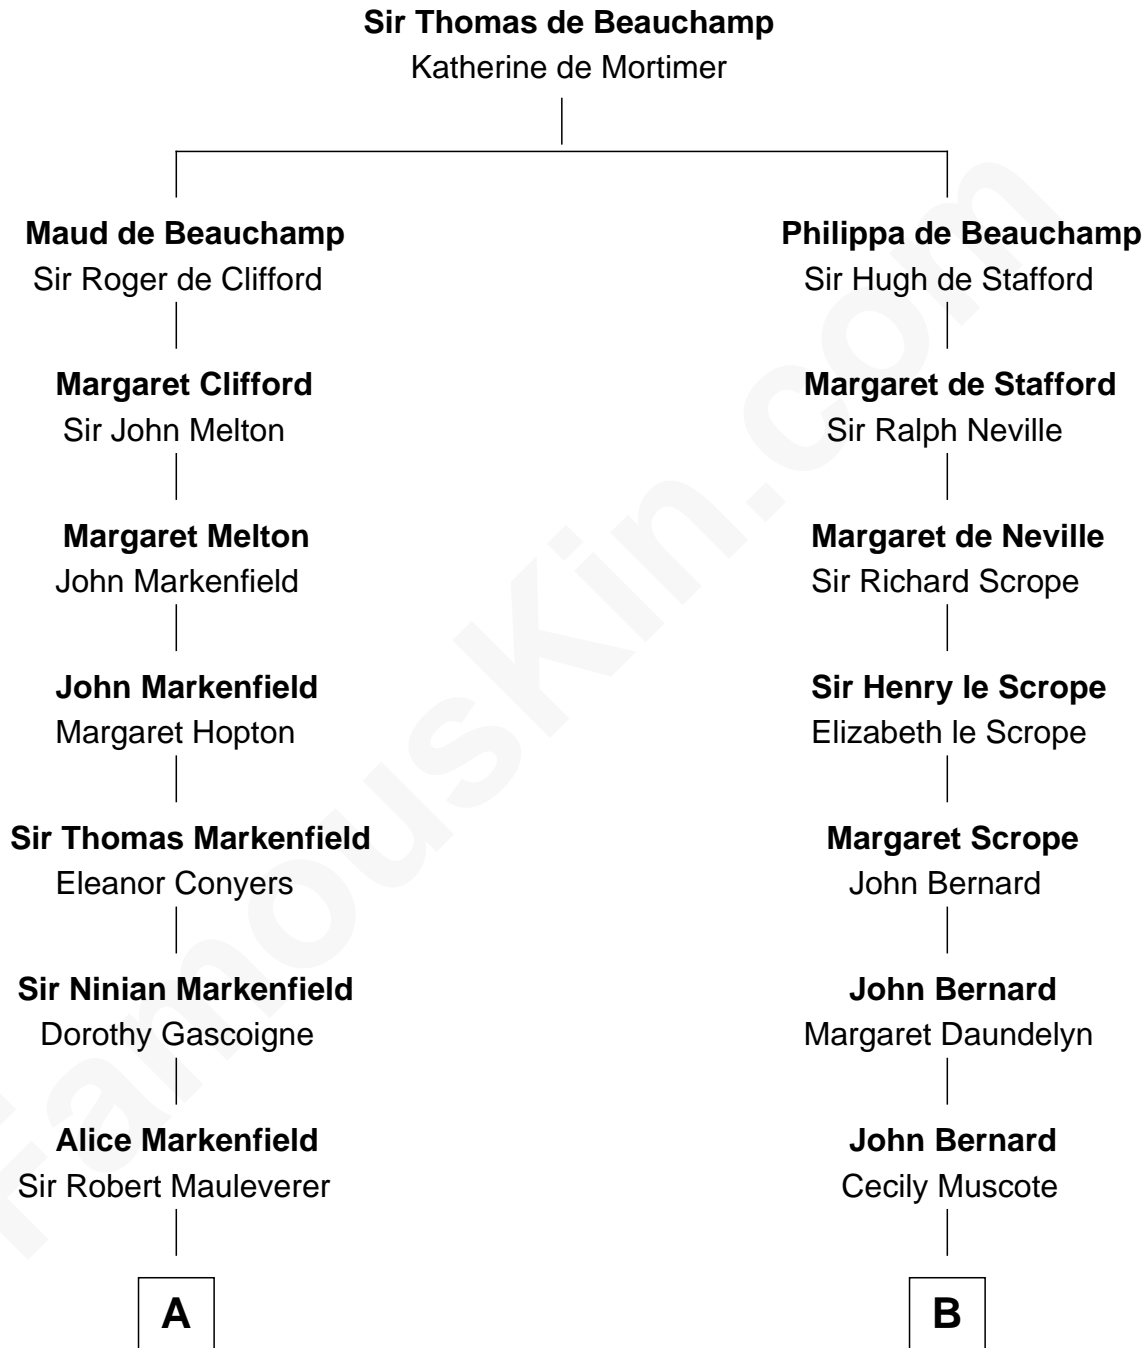 Sir Thomas de Beauchamp
Katherine de Mortimer
Maud de Beauchamp
Sir Roger de Clifford
Margaret Clifford
Sir John Melton
Margaret Melton
John Markenfield
John Markenfield
Margaret Hopton
Sir Thomas Markenfield
Eleanor Conyers
Sir Ninian Markenfield
Dorothy Gascoigne
Alice Markenfield
Sir Robert Mauleverer
A
Philippa de Beauchamp
Sir Hugh de Stafford
Margaret de Stafford
Sir Ralph Neville
Margaret de Neville
Sir Richard Scrope
Sir Henry le Scrope
Elizabeth le Scrope
Margaret Scrope
John Bernard
John Bernard
Margaret Daundelyn
John Bernard
Cecily Muscote
B
FamousKin.com